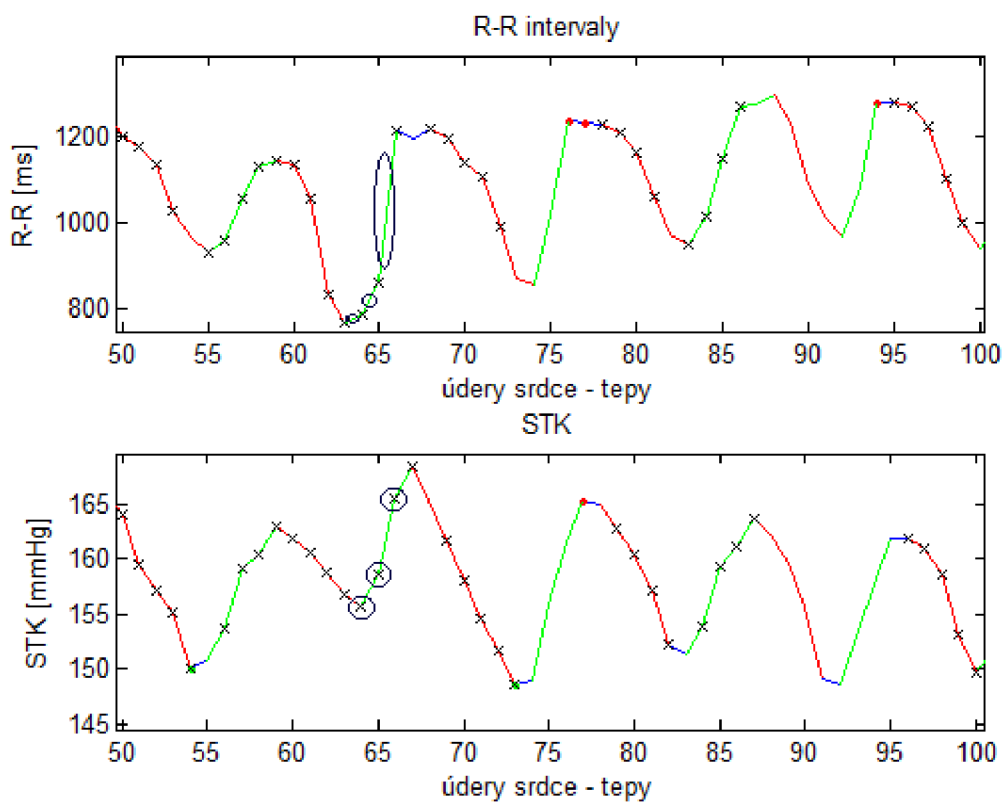 R-R intervaly
R-R [ms]
1200
1000
800
50 55 60 65 70 75 80 85 90 95 100
údery srdce - tepy
STK
STK [mmHg]
165
160
155
150
145
50 55 60 65 70 75 80 85 90 95 100
údery srdce - tepy